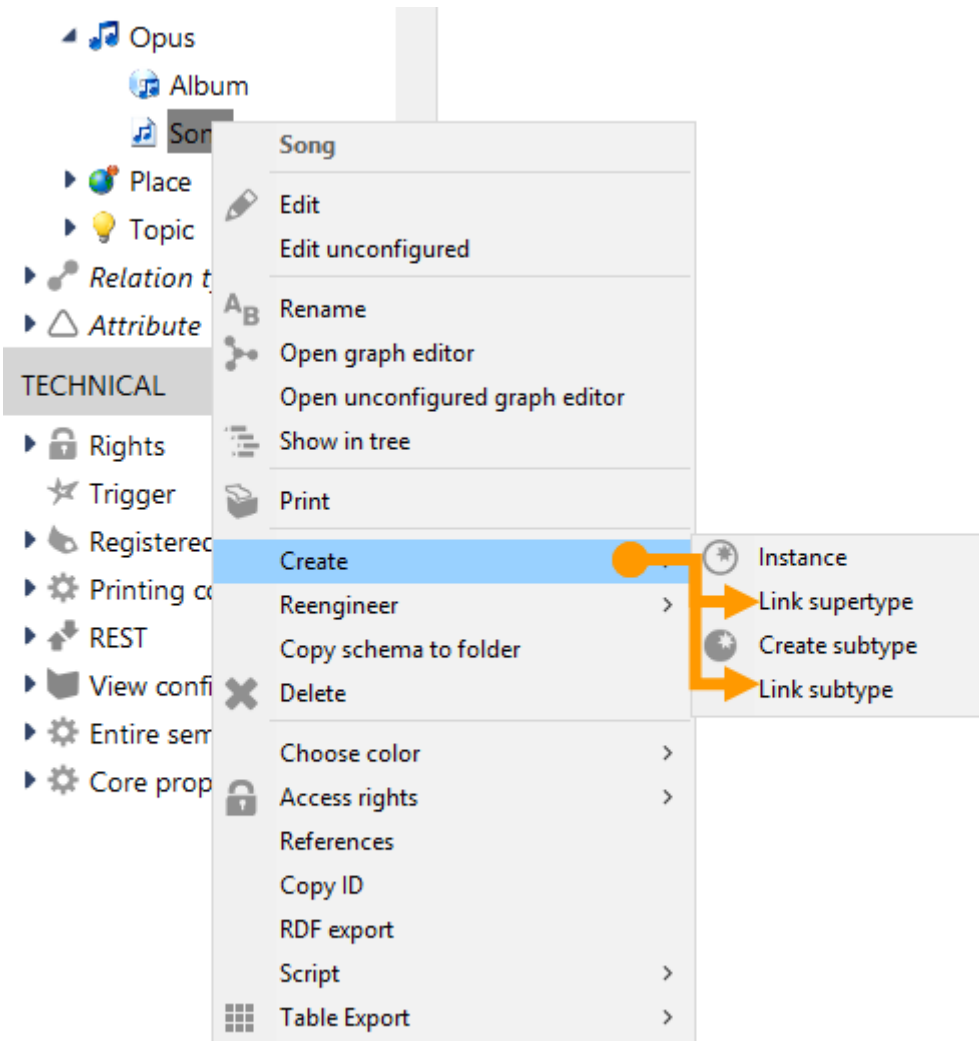 Opus
Album
Son
Place
Topic
Relation t
Attribute
TECHNICAL
Rights
Trigger
Registered
Printing co
REST
View confi
Entire sem
Core prop
Song
Edit
Edit unconfigured
AB
Rename
Open graph editor
Open unconfigured graph editor
Show in tree
Print
Create
Reengineer
Copy schema to folder
Delete
Choose color
Access rights
References
Copy ID
RDF export
Script
Table Export
Instance
Link supertype
Create subtype
Link subtype